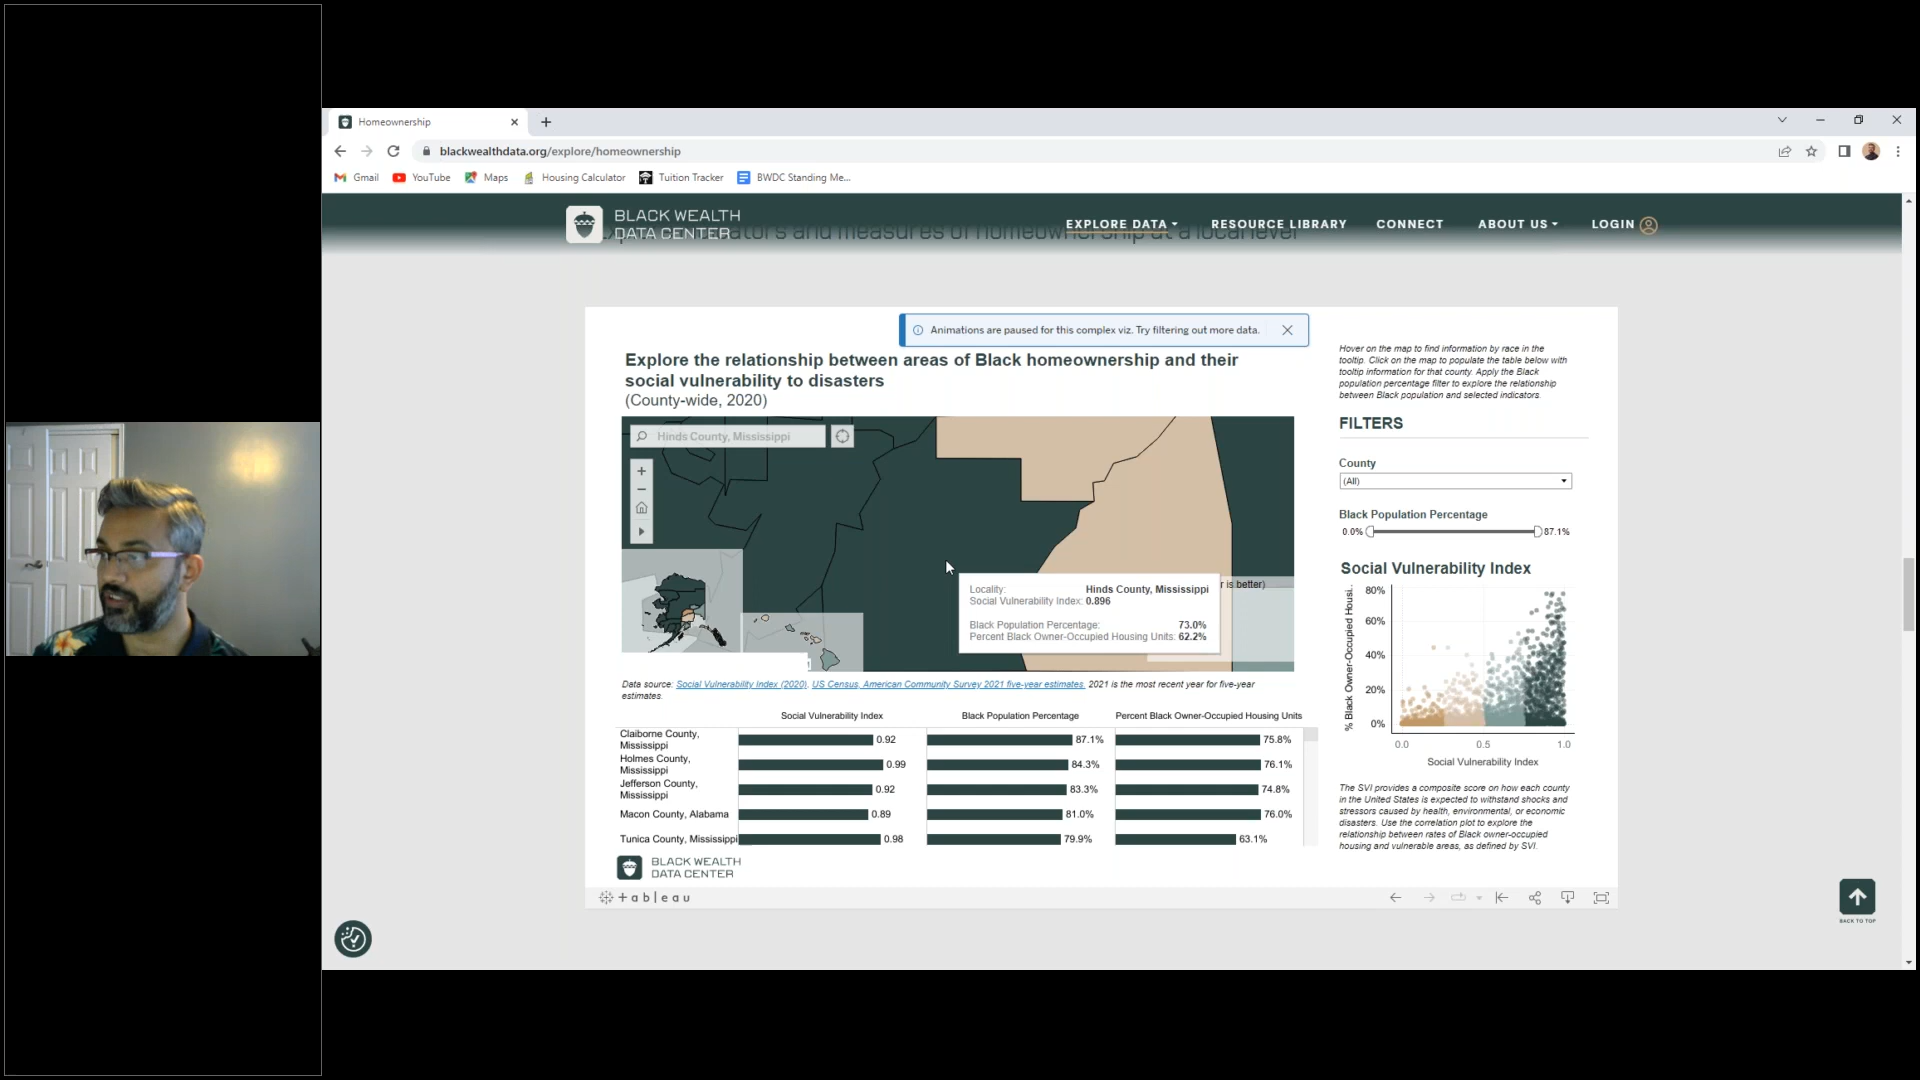 Homeownership
blackwealthdata.org/explore/homeownership
Gmail
YouTube
Maps
Housing Calculator
Tuition Tracker
BWDC Standing Me...
BLACK WEALTH
DATA CENTER
EXPLORE DATA
RESOURCE LIBRARY
CONNECT
ABOUT US
LOGIN
ators and measures of homeownership at a local level
Animations are paused for this complex viz. Try filtering out more data.
Explore the relationship between areas of Black homeownership and their
social vulnerability to disasters
(County-wide, 2020)
Hinds County, Mississippi
r is better)
Locality: Hinds County, Mississippi
Social Vulnerability Index: 0.896
Black Population Percentage: 73.0%
Percent Black Owner-Occupied Housing Units: 62.2%
Data source: Social Vulnerability Index (2020), US Census, American Community Survey 2021 five-year estimates. 2021 is the most recent year for five-year
estimates.
Social Vulnerability Index
Black Population Percentage
Percent Black Owner-Occupied Housing Units
Claiborne County,
Mississippi
0.92
87.1%
75.8%
Holmes County,
Mississippi
0.99
84.3%
76.1%
Jefferson County,
Mississippi
0.92
83.3%
74.8%
Macon County, Alabama
0.89
81.0%
76.0%
Tunica County, Mississippi
0.98
79.9%
63.1%
BLACK WEALTH
DATA CENTER
+ableau
Hover on the map to find information by race in the
tooltip. Click on the map to populate the table below with
tooltip information for that county. Apply the Black
population percentage filter to explore the relationship
between Black population and selected indicators.
FILTERS
County
(All)
Black Population Percentage
0.0%
87.1%
Social Vulnerability Index
% Black Owner-Occupied Housi..
80%
60%
40%
20%
0%
0.0
0.5
1.0
Social Vulnerability Index
The SVI provides a composite score on how each county
in the United States is expected to withstand shocks and
stressors caused by health, environmental, or economic
disasters. Use the correlation plot to explore the
relationship between rates of Black owner-occupied
housing and vulnerable areas, as defined by SVI.
BACK TO TOP